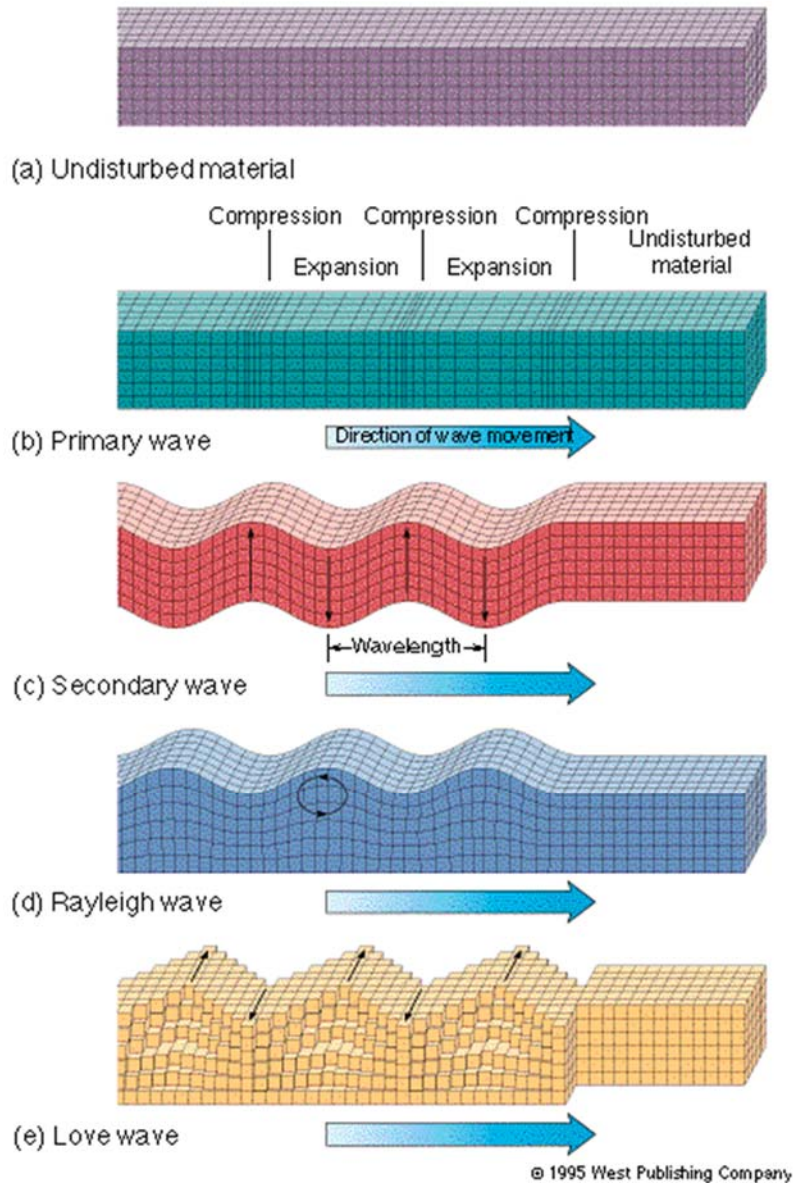 (a) Undisturbed material
Compression Compression Compression
Expansion Expansion Undisturbed
material
(b) Primary wave
Direction of wave movement
(c) Secondary wave
Wavelength
(d) Rayleigh wave
(e) Love wave
© 1995 West Publishing Company